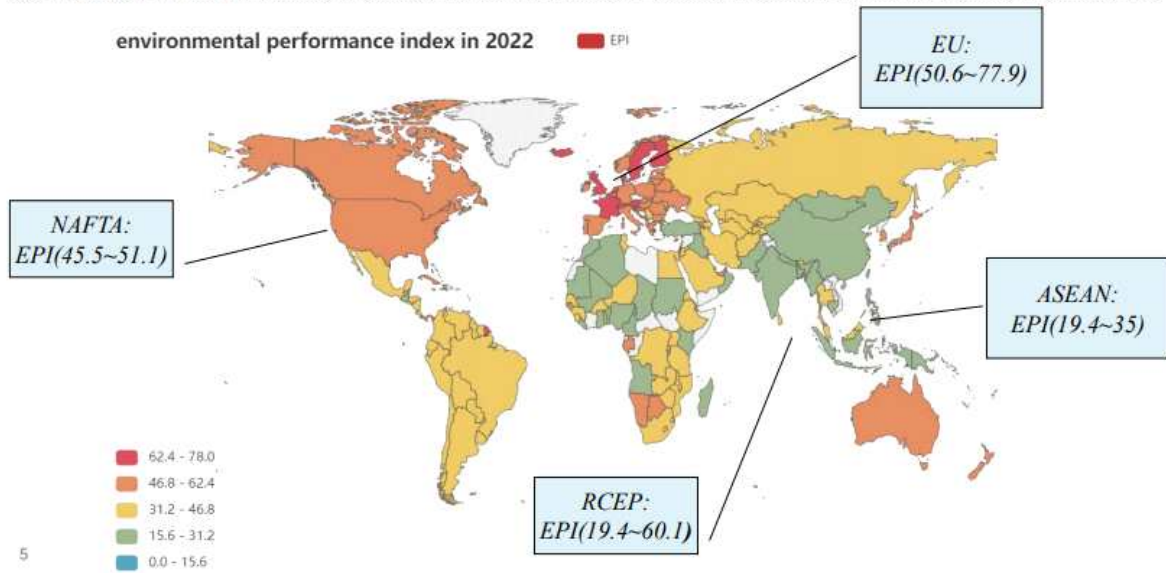 environmental performance index in 2022
EPI
EU:
EPI(50.6~77.9)
NAFTA:
EPI(45.5~51.1)
ASEAN:
EPI(19.4~35)
RCEP:
EPI(19.4~60.1)
62.4 - 78.0
46.8 - 62.4
31.2 - 46.8
15.6 - 31.2
0.0 - 15.6
5